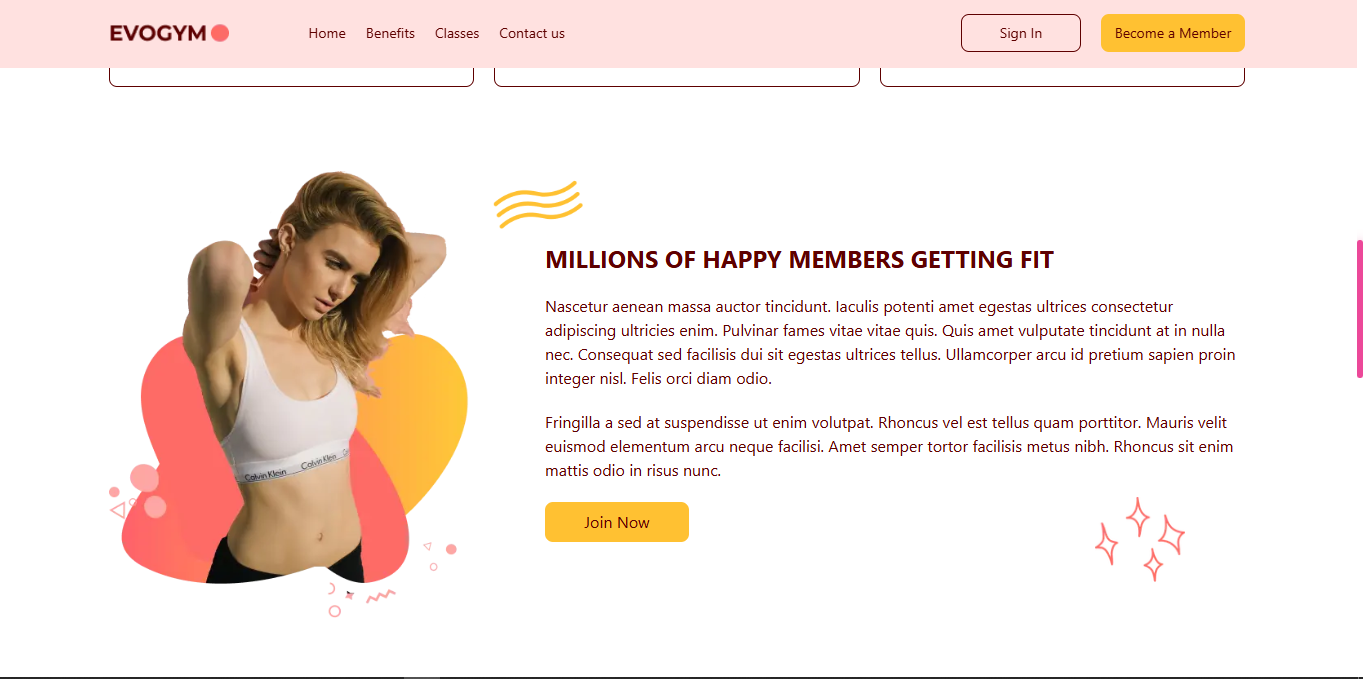 EVOGYM
Home Benefits Classes Contact us
Sign In
Become a Member
MILLIONS OF HAPPY MEMBERS GETTING FIT
Nascetur aenean massa auctor tincidunt. Iaculis potenti amet egestas ultrices consectetur
adipiscing ultricies enim. Pulvinar fames vitae vitae quis. Quis amet vulputate tincidunt at in nulla
nec. Consequat sed facilisis dui sit egestas ultrices tellus. Ullamcorper arcu id pretium sapien proin
integer nisl. Felis orci diam odio.
Fringilla a sed at suspendisse ut enim volutpat. Rhoncus vel est tellus quam porttitor. Mauris velit
euismod elementum arcu neque facilisi. Amet semper tortor facilisis metus nibh. Rhoncus sit enim
mattis odio in risus nunc.
Join Now
Calvin Klein Calvin Klein